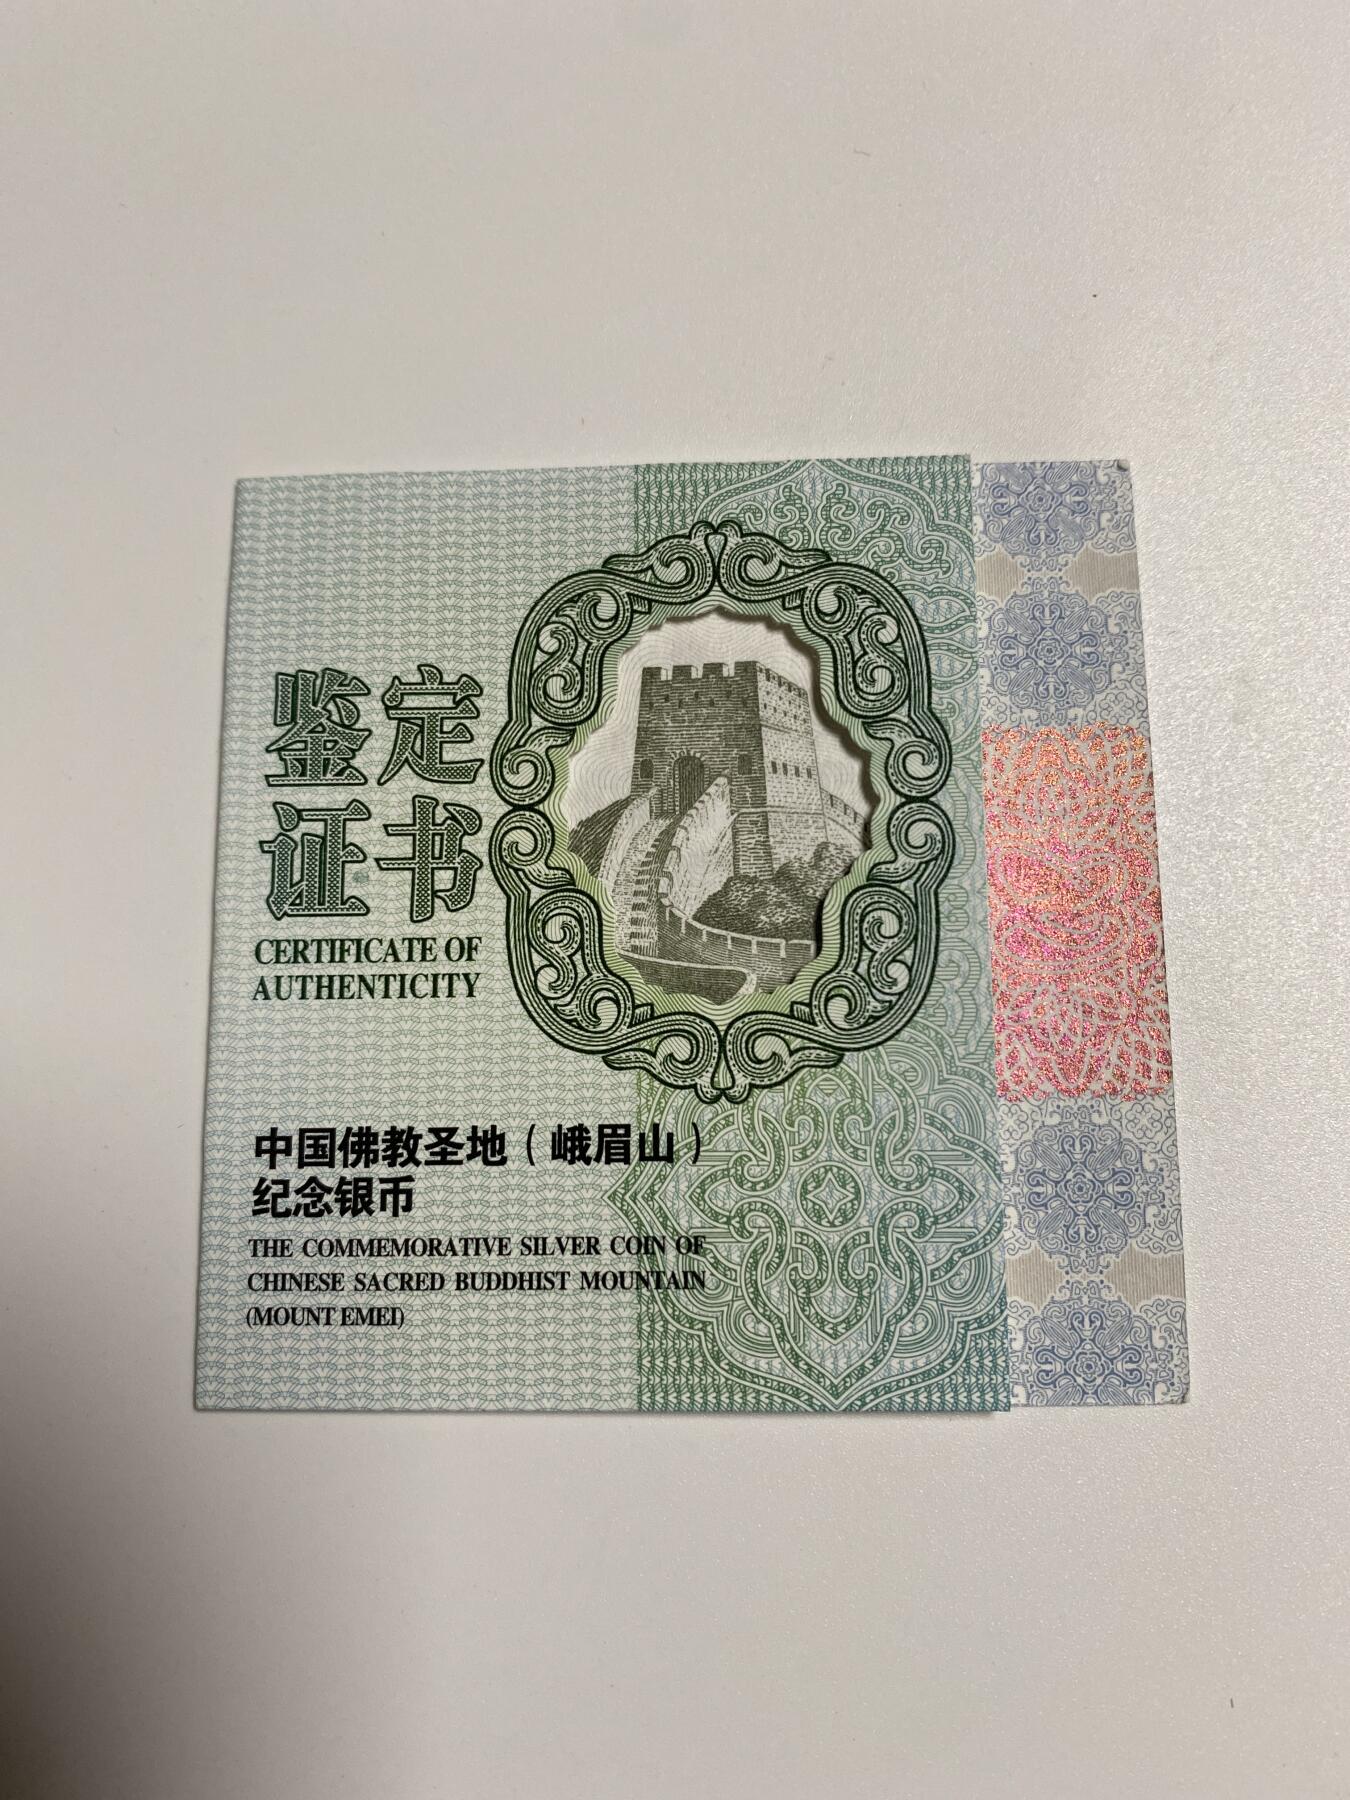 鉴定
证书
CERTIFICATE OF
AUTHENTICITY
中国佛教圣地（峨眉山）
纪念银币
THE COMMEMORATIVE SILVER COIN OF
CHINESE SACRED BUDDHIST MOUNTAIN
(MOUNT EMEI)